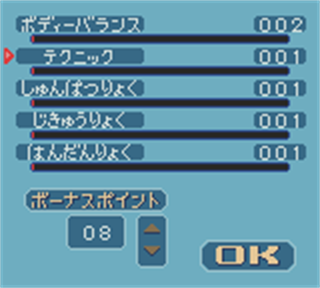 ボディーバランス 002
テクニック 001
しゅんぱつりょく 001
じきゅうりょく 001
はんだんりょく 001
ボーナスポイント
08
OK